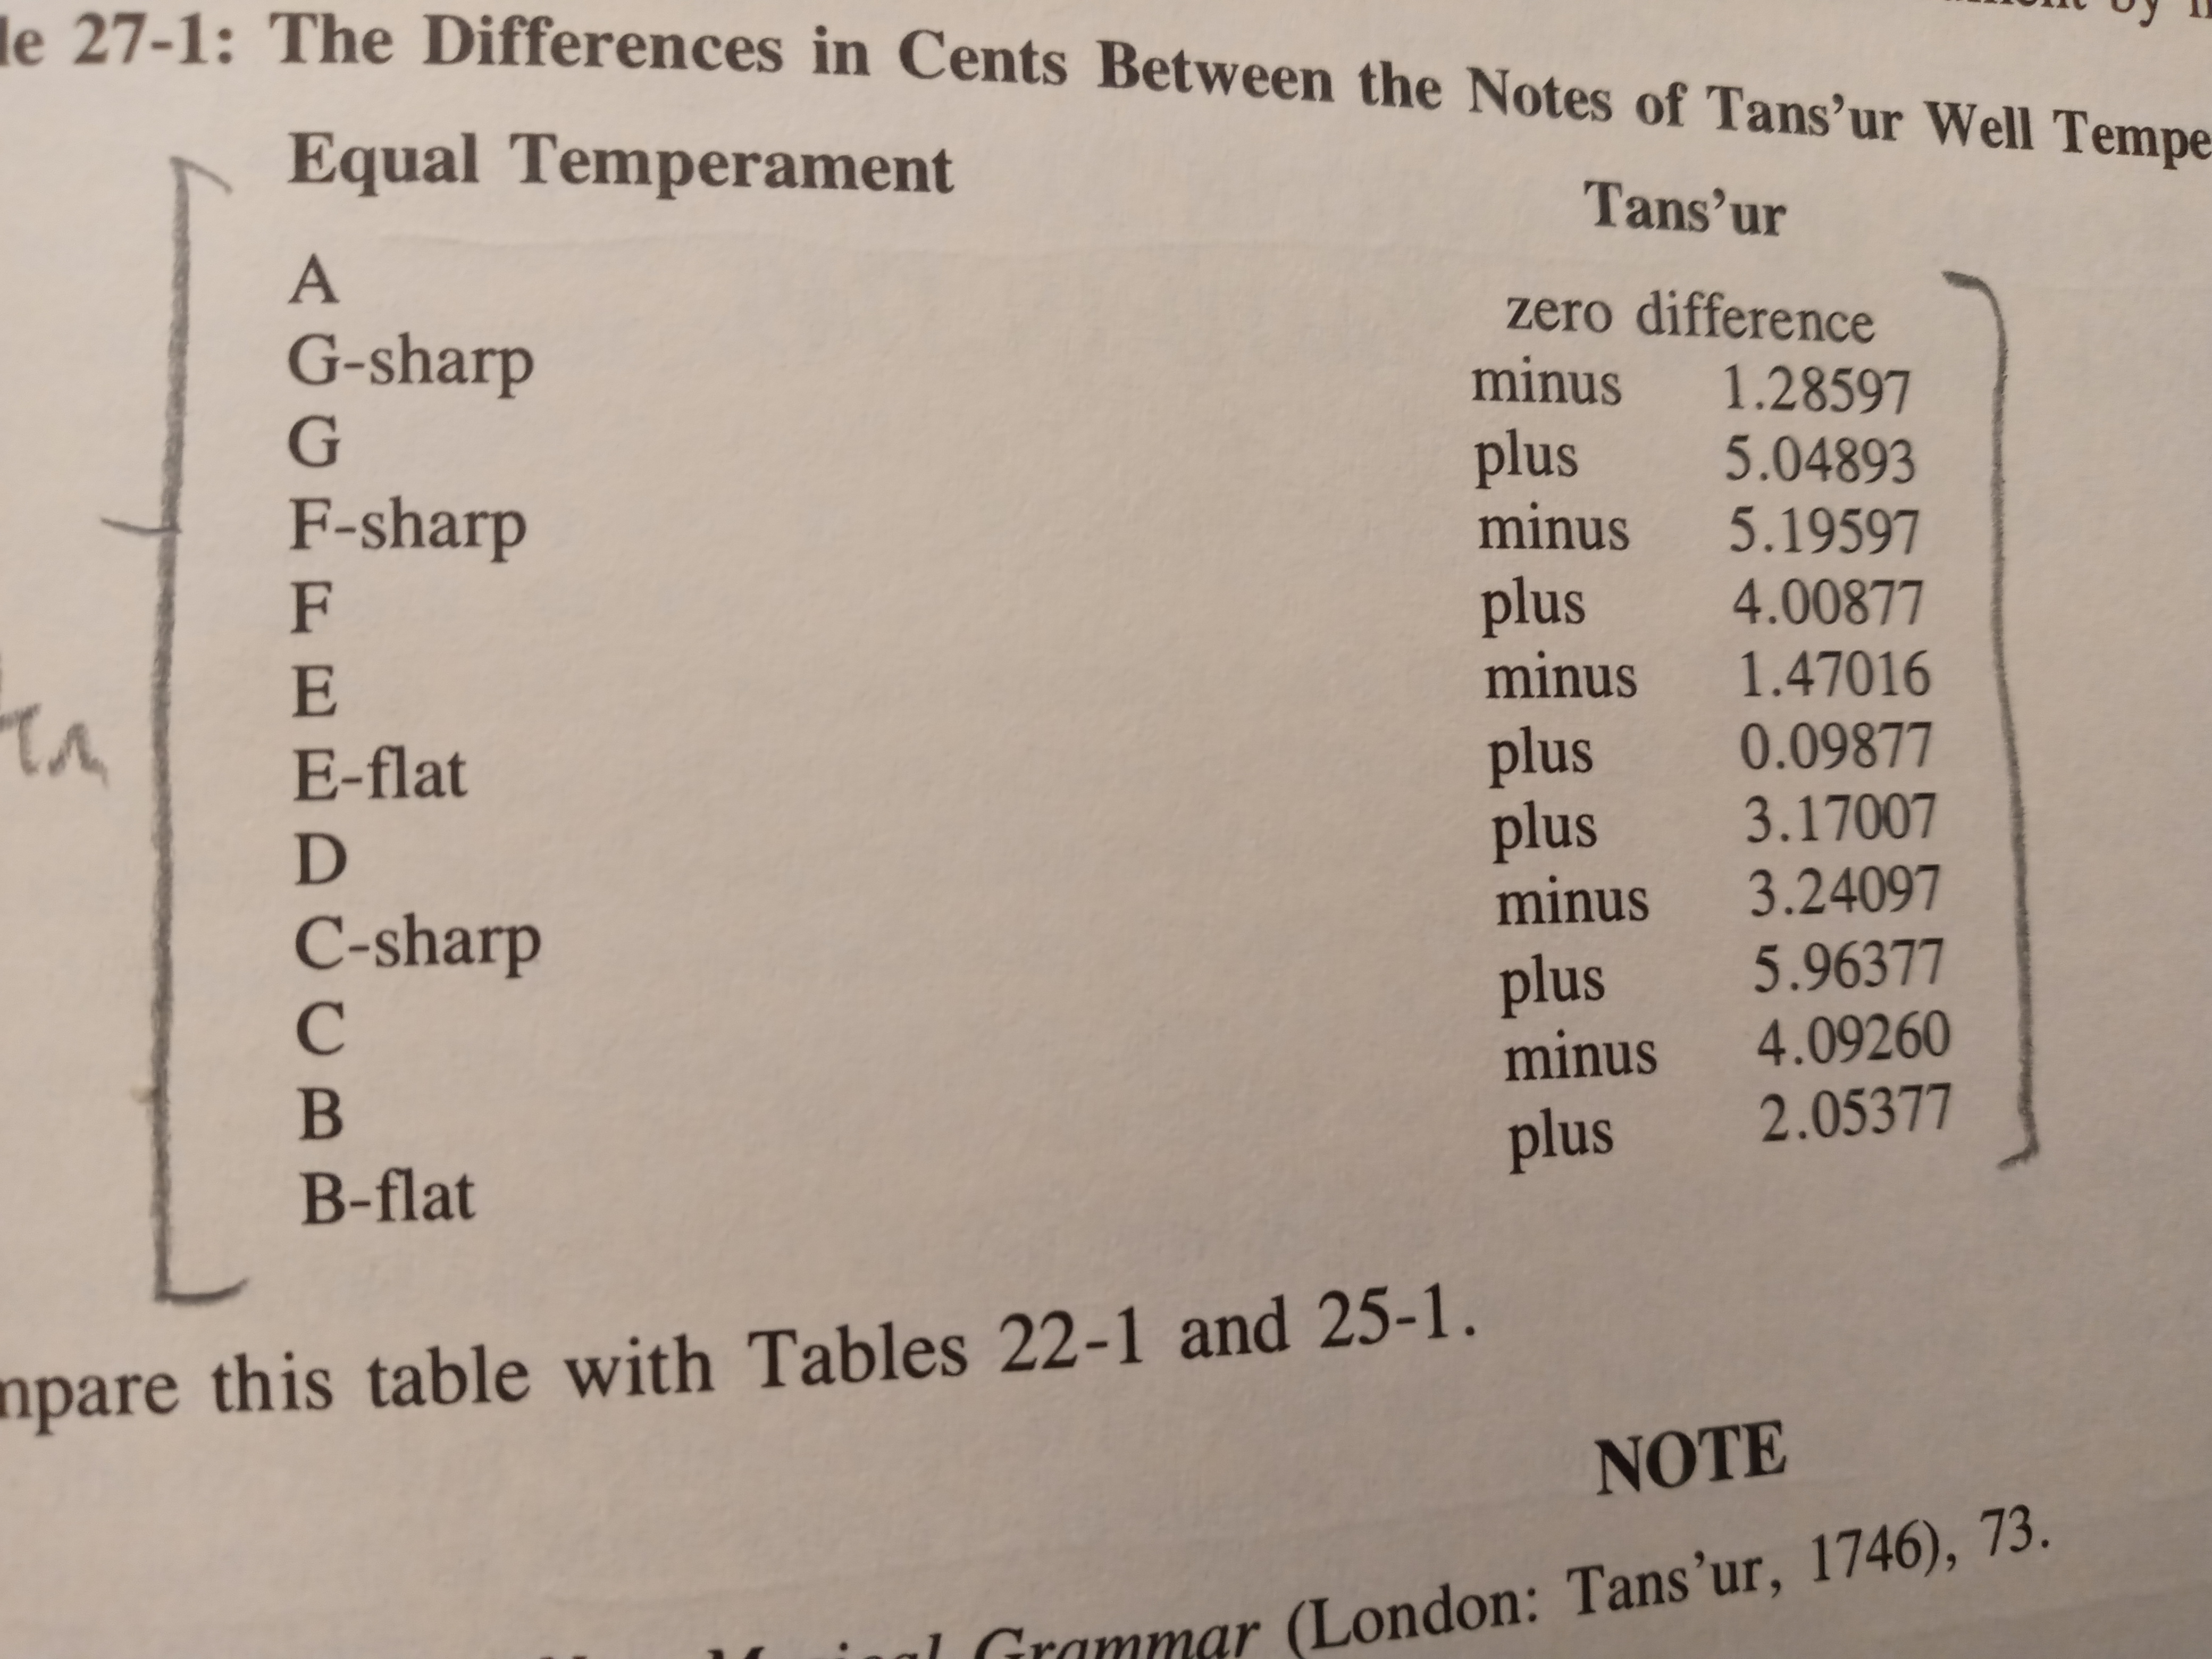 le 27-1: The Differences in Cents Between the Notes of Tans'ur Well Tempe
Equal Temperament Tans'ur
A zero difference
G-sharp minus 1.28597
G plus 5.04893
F-sharp minus 5.19597
F plus 4.00877
E minus 1.47016
E-flat plus 0.09877
D plus 3.17007
C-sharp minus 3.24097
C plus 5.96377
B minus 4.09260
B-flat plus 2.05377
mpare this table with Tables 22-1 and 25-1.
NOTE
Musical Grammar (London: Tans'ur, 1746), 73.